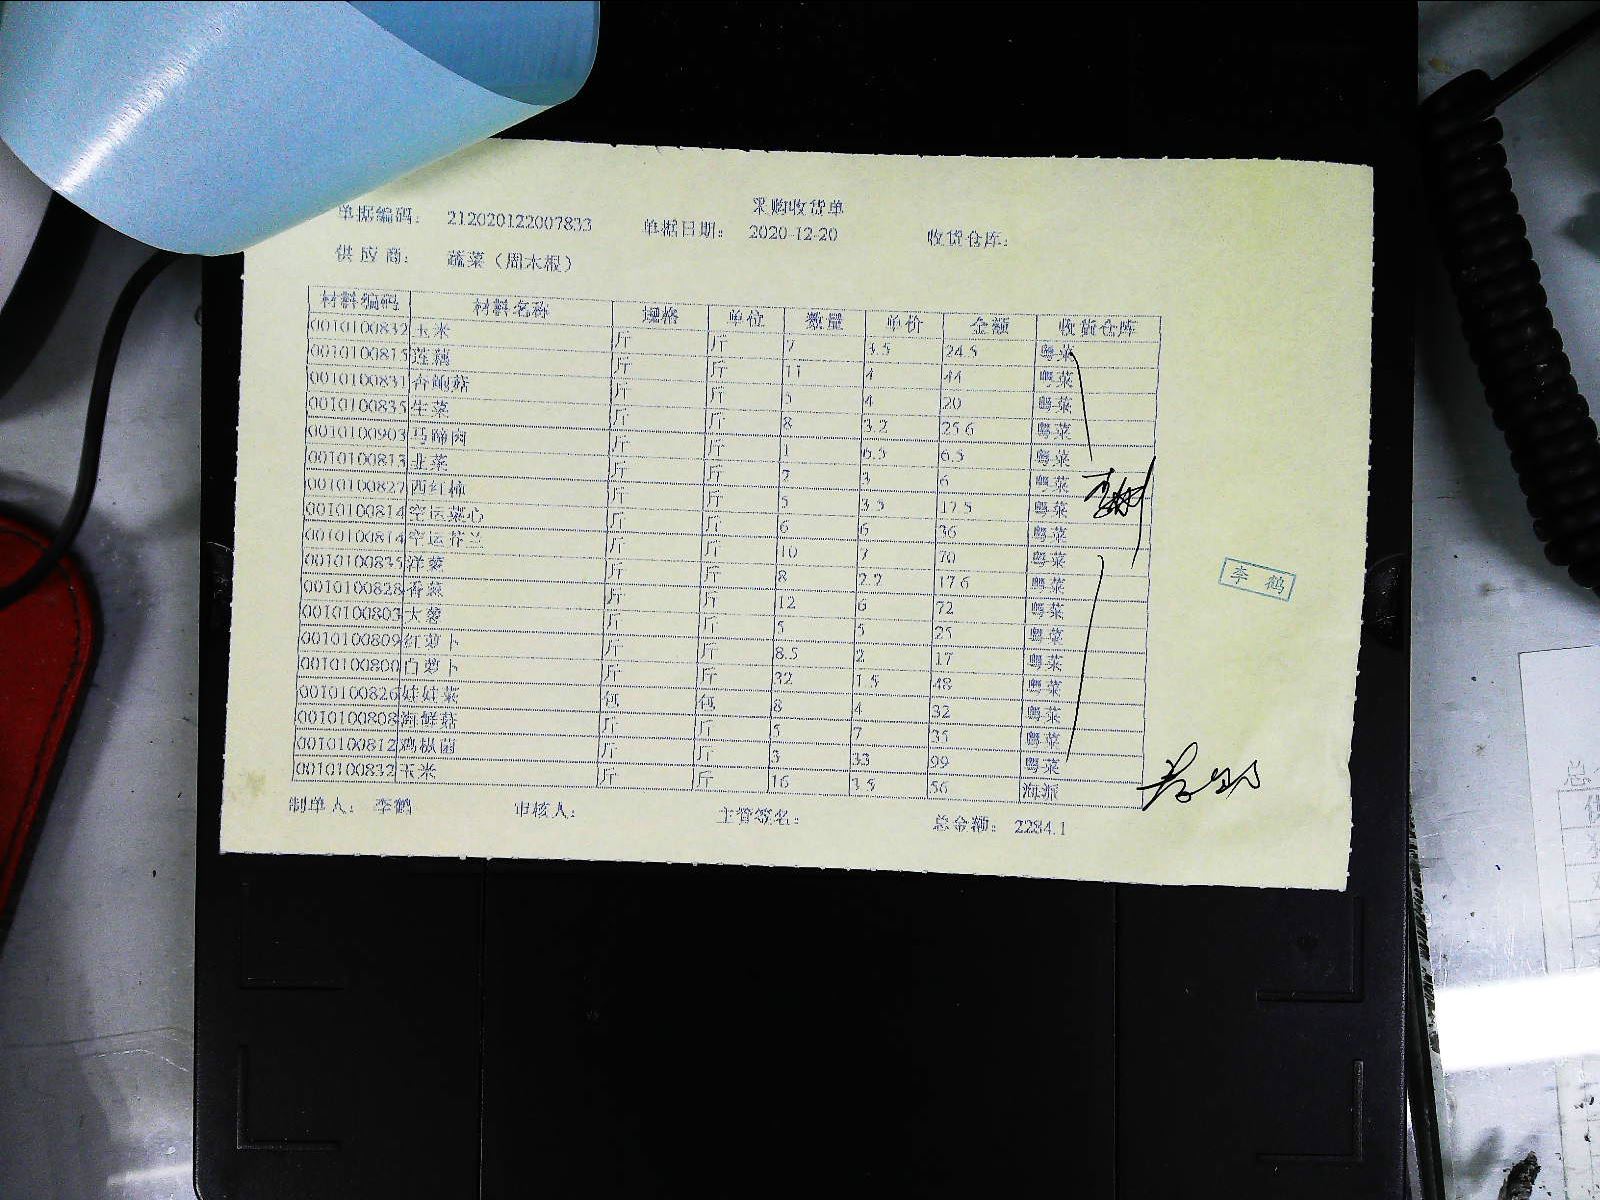 采购收货单
单据编码： 212020122007833 单据日期： 2020-12-20 收货仓库：
供应商： 蔬菜（周木根）
材料编码 材料名称 规格 单位 数量 单价 金额 收货仓库
0010100832 玉米 斤 斤 7 3.5 24.5 粤菜
0010100815 莲藕 斤 斤 11 4 44 粤菜
0010100831 香菇 斤 斤 5 4 20 粤菜
0010100835 生菜 斤 斤 8 3.2 25.6 粤菜
0010100903 马蹄肉 斤 斤 1 6.5 6.5 粤菜
0010100813 韭菜 斤 斤 2 3 6 粤菜
0010100827 西红柿 斤 斤 5 3.5 17.5 粤菜
0010100814 空运菜心 斤 斤 6 6 36 粤菜
0010100814 空运芥兰 斤 斤 10 7 70 粤菜
0010100835 洋葱 斤 斤 8 2.2 17.6 粤菜
0010100828 香葱 斤 斤 12 6 72 粤菜
0010100803 大葱 斤 斤 5 5 25 粤菜
0010100809 红萝卜 斤 斤 8.5 2 17 粤菜
0010100800 白萝卜 斤 斤 32 1.5 48 粤菜
0010100826 娃娃菜 包 包 8 4 32 粤菜
0010100808 海鲜菇 斤 斤 5 7 35 粤菜
0010100812 鸡枞菌 斤 斤 3 33 99 粤菜
0010100832 玉米 斤 斤 16 3.5 56 海派
李鹤
制单人： 李鹤 审核人： 主管签名： 总金额： 2284.1